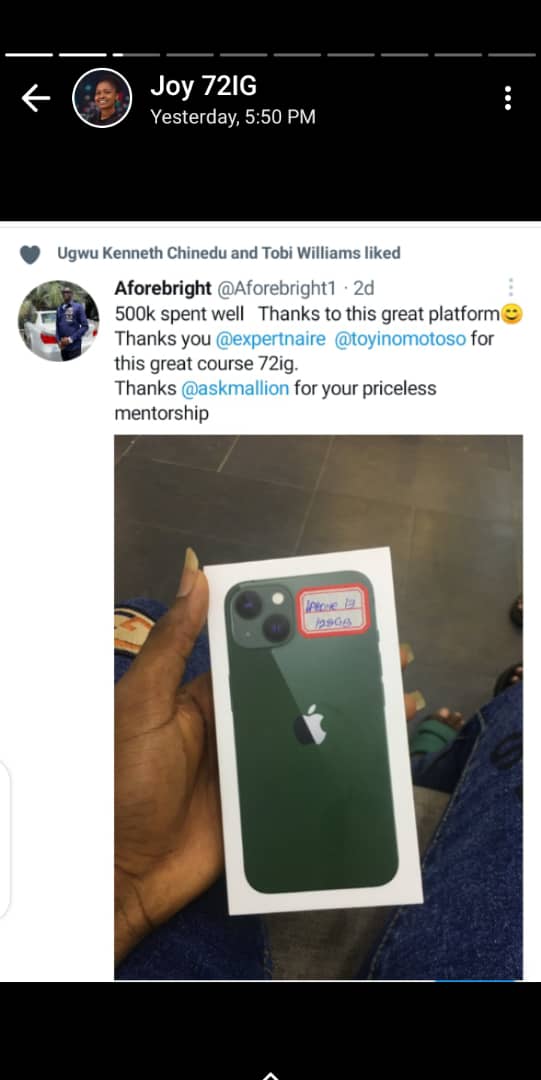 Joy 72IG
Yesterday, 5:50 PM
Ugwu Kenneth Chinedu and Tobi Williams liked
Aforebright @Aforebright1 · 2d
500k spent well  Thanks to this great platform😊
Thanks you @expertnaire @toyinomotoso for
this great course 72ig.
Thanks @askmallion for your priceless
mentorship
iPHONE 13
128GB